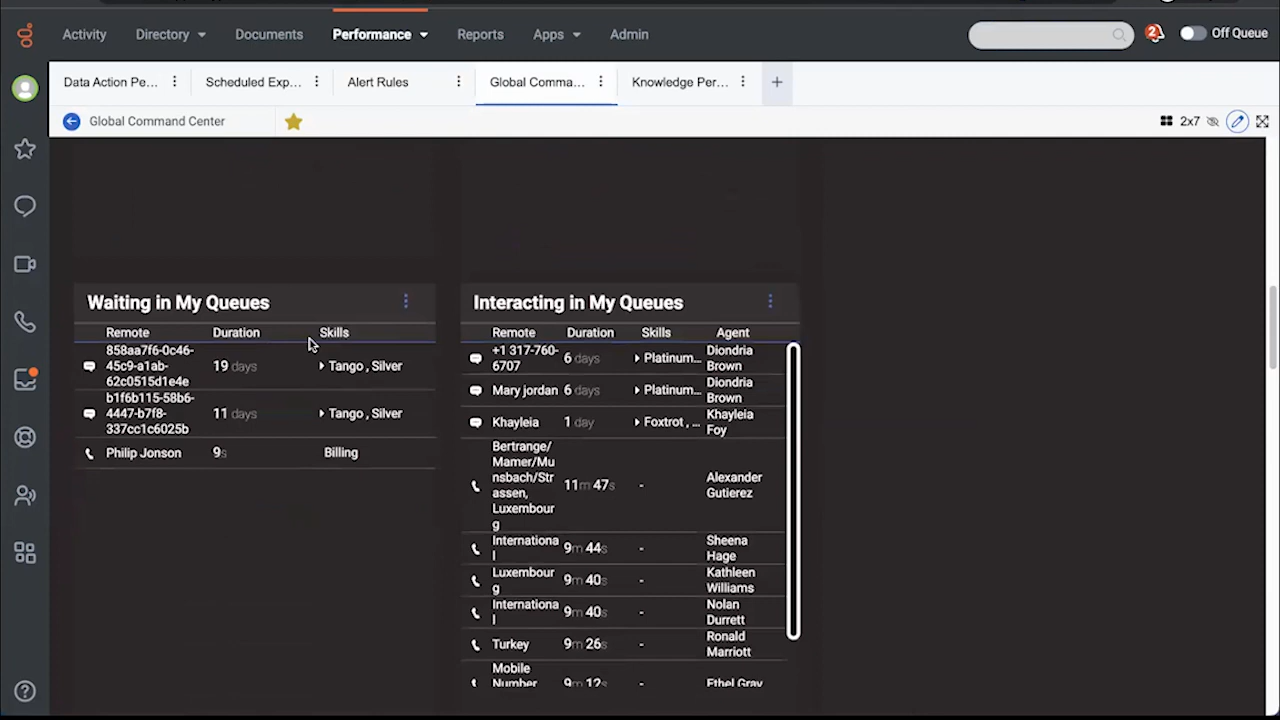 Activity Directory Documents Performance Reports Apps Admin 2 Off Queue
Data Action Pe... Scheduled Exp... Alert Rules Global Comma... Knowledge Per... +
Global Command Center 2x7
Waiting in My Queues
Remote Duration Skills
858aa7f6-0c46-
45c9-a1ab-
62c0515d1e4e
19 days
Tango , Silver
b1f6b115-58b6-
4447-b7f8-
337cc1c6025b
11 days
Tango , Silver
Philip Jonson 9s Billing
Interacting in My Queues
Remote Duration Skills Agent
+1 317-760-
6707
6 days
Platinum...
Diondria
Brown
Mary jordan
6 days
Platinum...
Diondria
Brown
Khayleia
1 day
Foxtrot , ...
Khayleia
Foy
Bertrange/
Mamer/Mu
nsbach/Str
assen,
Luxembour
g
11m 47s
-
Alexander
Gutierez
Internationa
l
9m 44s
-
Sheena
Hage
Luxembour
g
9m 40s
-
Kathleen
Williams
Internationa
l
9m 40s
-
Nolan
Durrett
Turkey
9m 26s
-
Ronald
Marriott
Mobile
Number
9m 12s
-
Ethel Gray